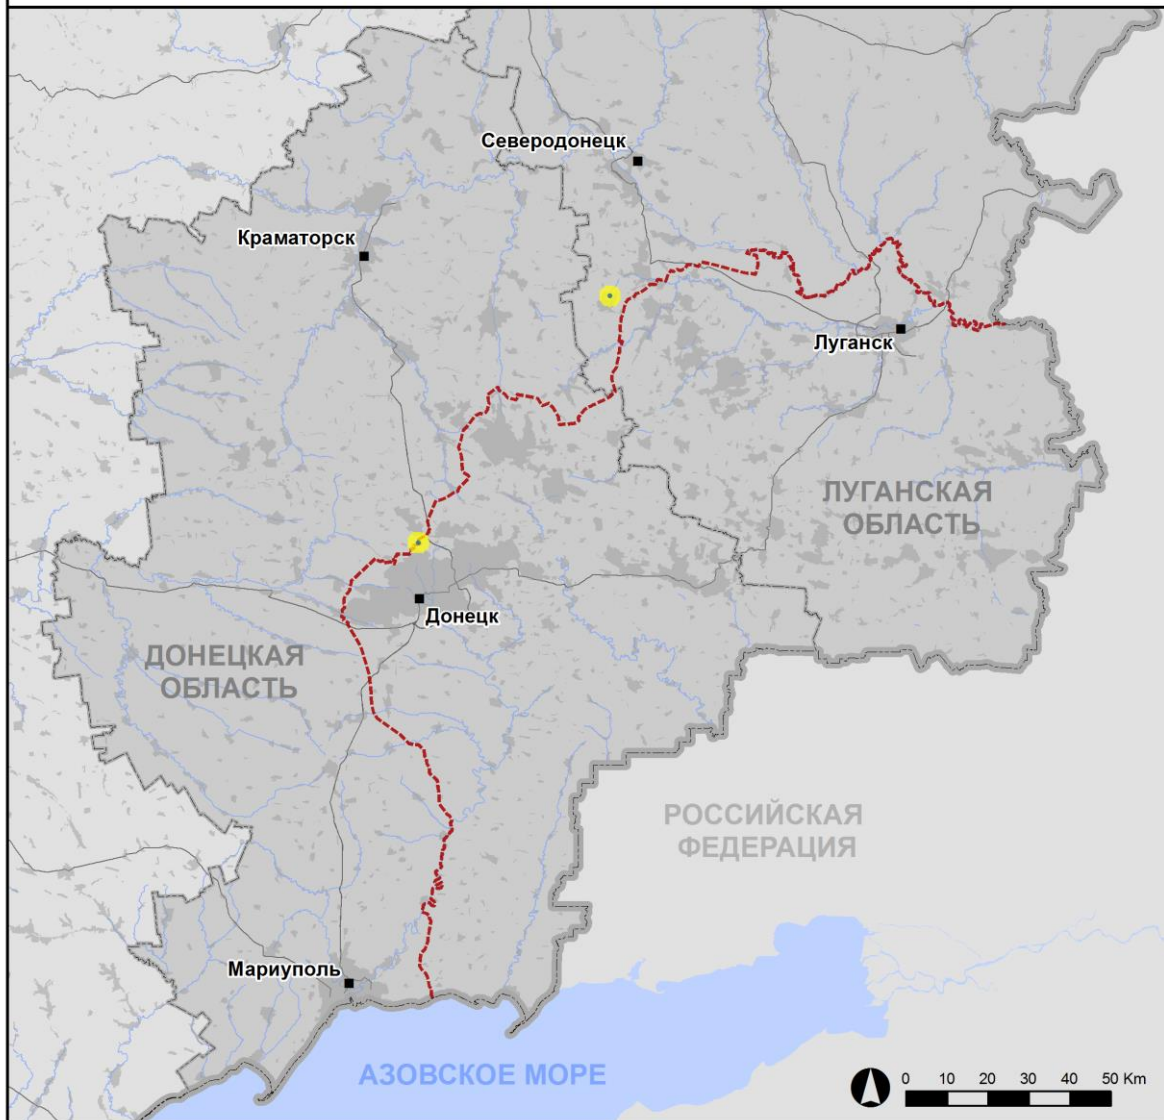 Северодонецк
Краматорск
Луганск
ЛУГАНСКАЯ
ОБЛАСТЬ
Донецк
ДОНЕЦКАЯ
ОБЛАСТЬ
РОССИЙСКАЯ
ФЕДЕРАЦИЯ
Мариуполь
АЗОВСКОЕ МОРЕ
0 10 20 30 40 50 Km